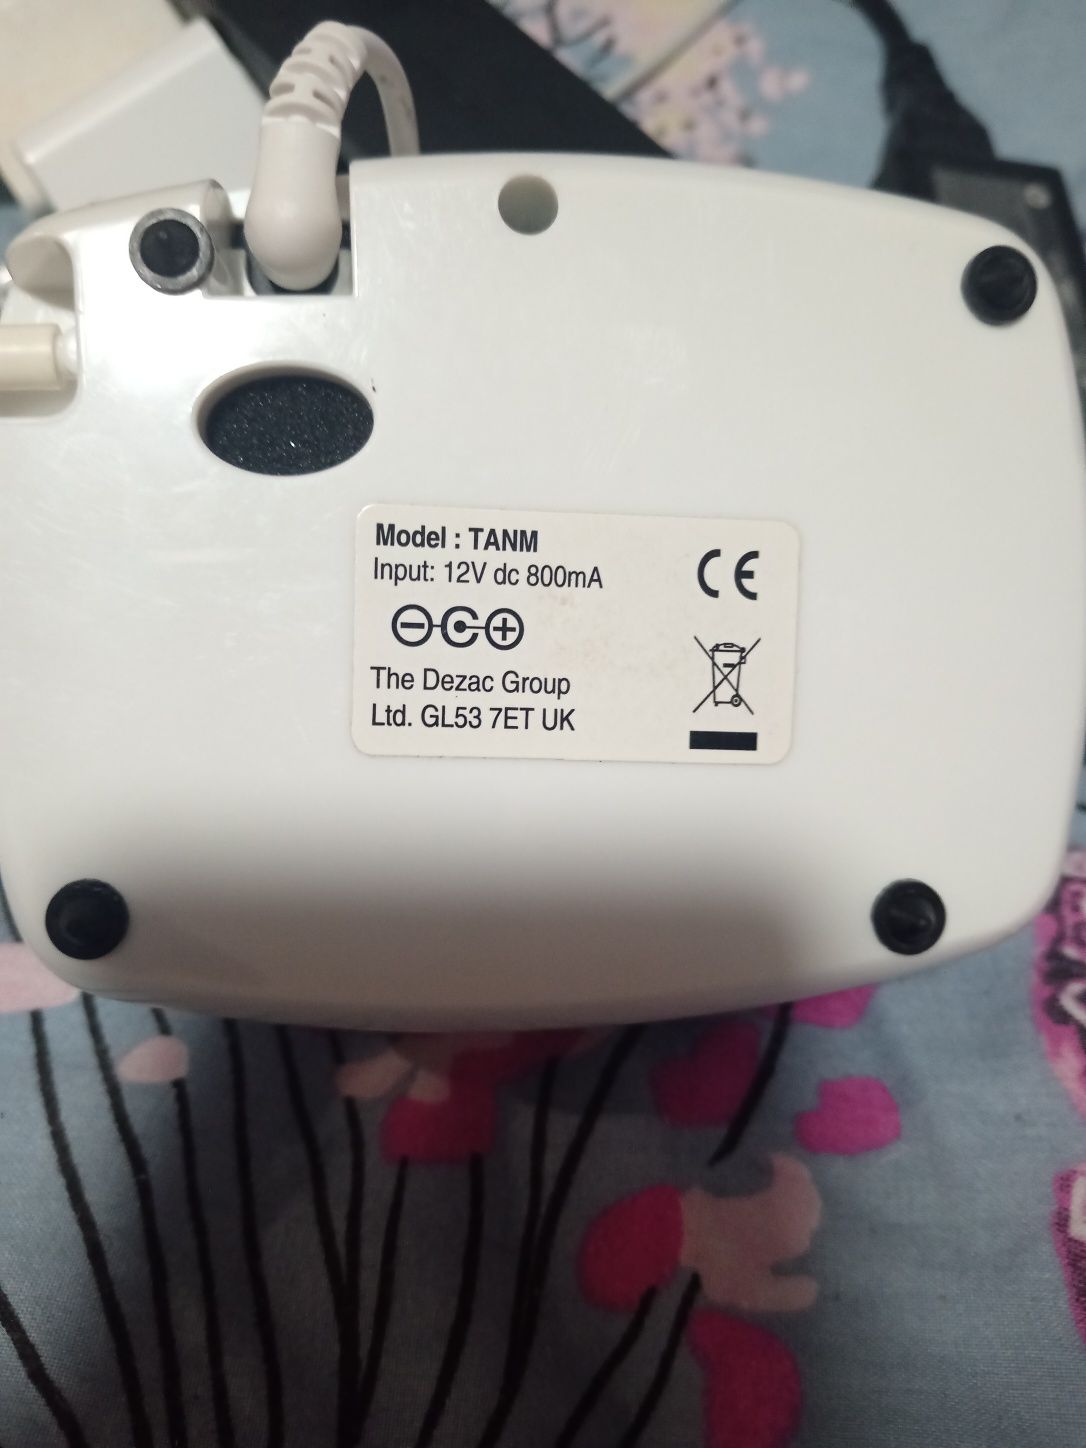 Model : TANM
Input: 12V dc 800mA
The Dezac Group
Ltd. GL53 7ET UK
CE